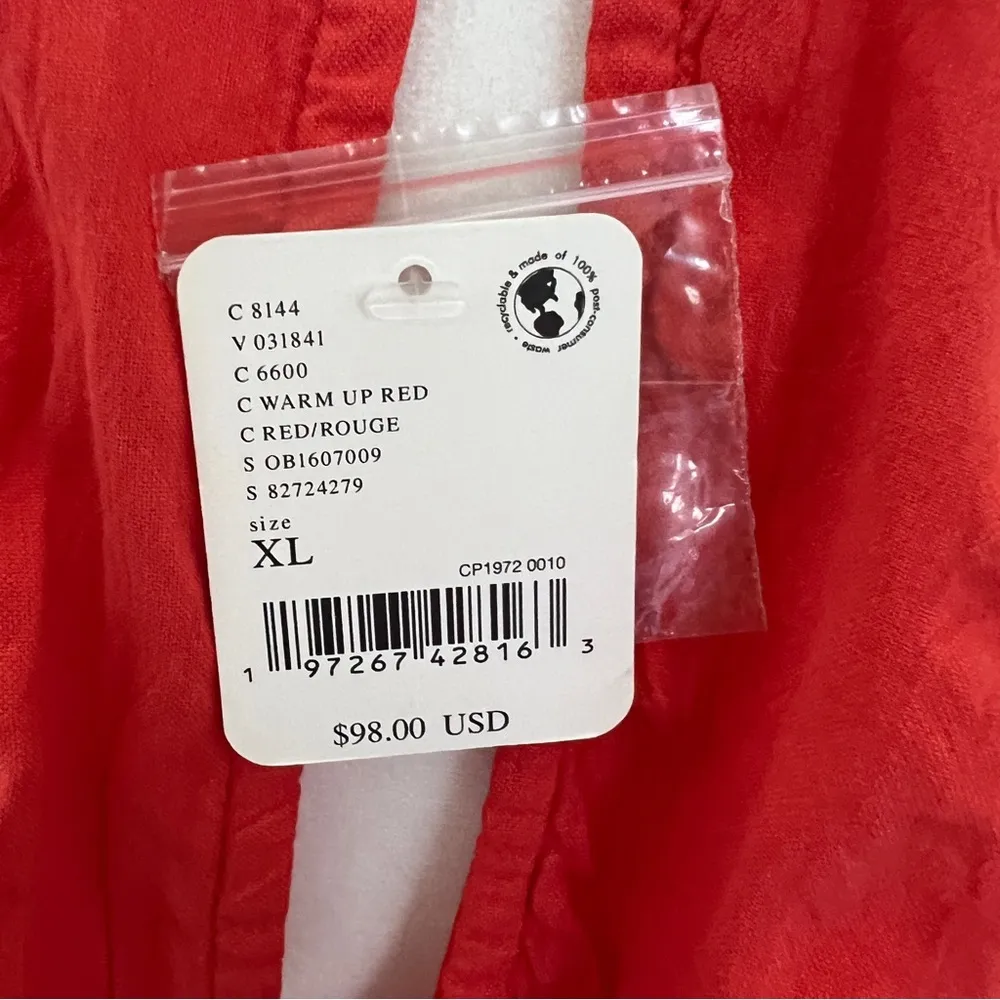 recyclable & made of 100% post-consumer waste •
C 8144
V 031841
C 6600
C WARM UP RED
C RED/ROUGE
S OB1607009
S 82724279
size
XL
CP1972 0010
1 97267 42816 3
$98.00 USD